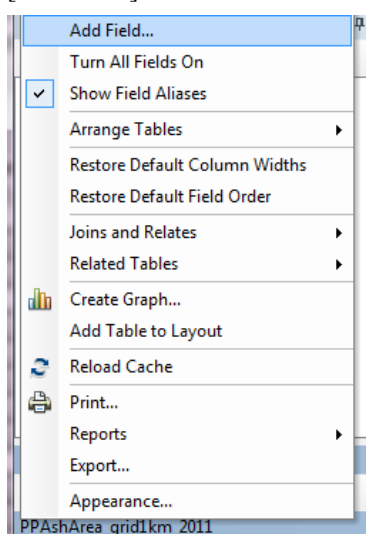 Add Field...
Turn All Fields On
Show Field Aliases
Arrange Tables
Restore Default Column Widths
Restore Default Field Order
Joins and Relates
Related Tables
Create Graph...
Add Table to Layout
Reload Cache
Print...
Reports
Export...
Appearance...
PPAshArea_grid1km_2011